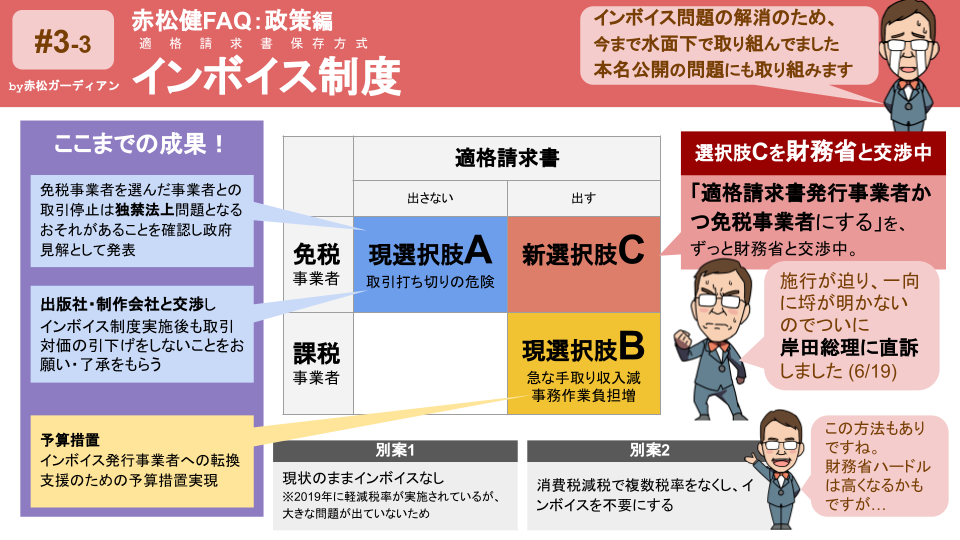 #3-3
by赤松ガーディアン
赤松健FAQ：政策編
適格請求書保存方式
インボイス制度
インボイス問題の解消のため、
今まで水面下で取り組んでました
本名公開の問題にも取り組みます
ここまでの成果！
免税事業者を選んだ事業者との
取引停止は独禁法上問題となる
おそれがあることを確認し政府
見解として発表
出版社・制作会社と交渉し
インボイス制度実施後も取引
対価の引下げをしないことをお
願い・了承をもらう
予算措置
インボイス発行事業者への転換
支援のための予算措置実現
適格請求書
出さない
出す
免税
事業者
現選択肢A
取引打ち切りの危険
新選択肢C
課税
事業者
現選択肢B
急な手取り収入減
事務作業負担増
選択肢Cを財務省と交渉中
「適格請求書発行事業者か
つ免税事業者にする」を、
ずっと財務省と交渉中。
施行が迫り、一向
に埒が明かない
のでついに
岸田総理に直訴
しました (6/19)
別案1
現状のままインボイスなし
※2019年に軽減税率が実施されているが、
大きな問題が出ていないため
別案2
消費税減税で複数税率をなくし、イ
ンボイスを不要にする
この方法もあり
ですね。
財務省ハードル
は高くなるかも
ですが…